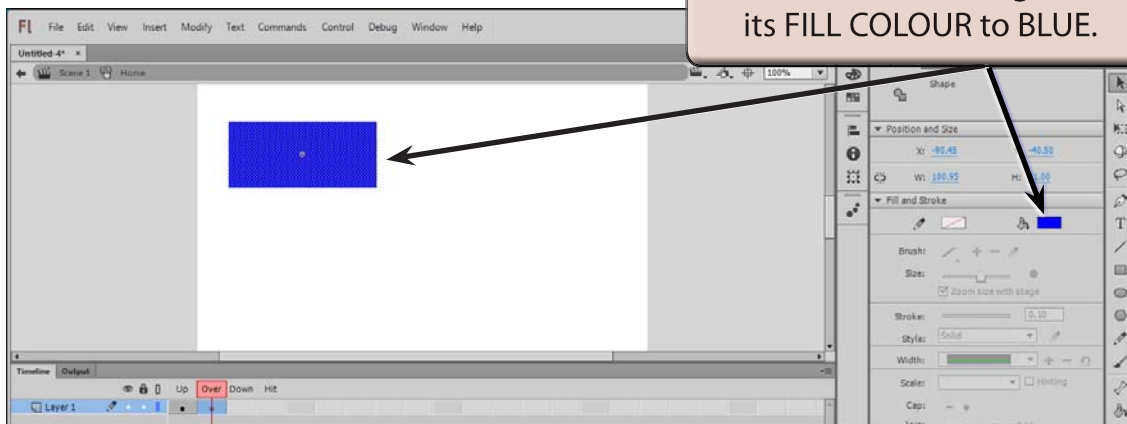 its FILL COLOUR to BLUE.
Fl File Edit View Insert Modify Text Commands Control Debug Window Help
Untitled-4* ×
Scene 1 Home 100%
Shape
Position and Size
X: -90.45 -40.50
W: 180.95 H: 1.00
Fill and Stroke
Brush:
Size:
Zoom size with stage
Stroke: 0.10
Style: Solid
Width:
Scale: Hinting
Cap:
Timeline Output
Up Over Down Hit
Layer 1